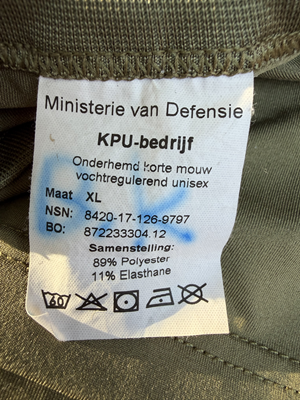 Ministerie van Defensie
KPU-bedrijf
Onderhemd korte mouw
vochtregulerend unisex
Maat XL
NSN: 8420-17-126-9797
BO: 872233304.12
Samenstelling:
89% Polyester
11% Elasthane
60